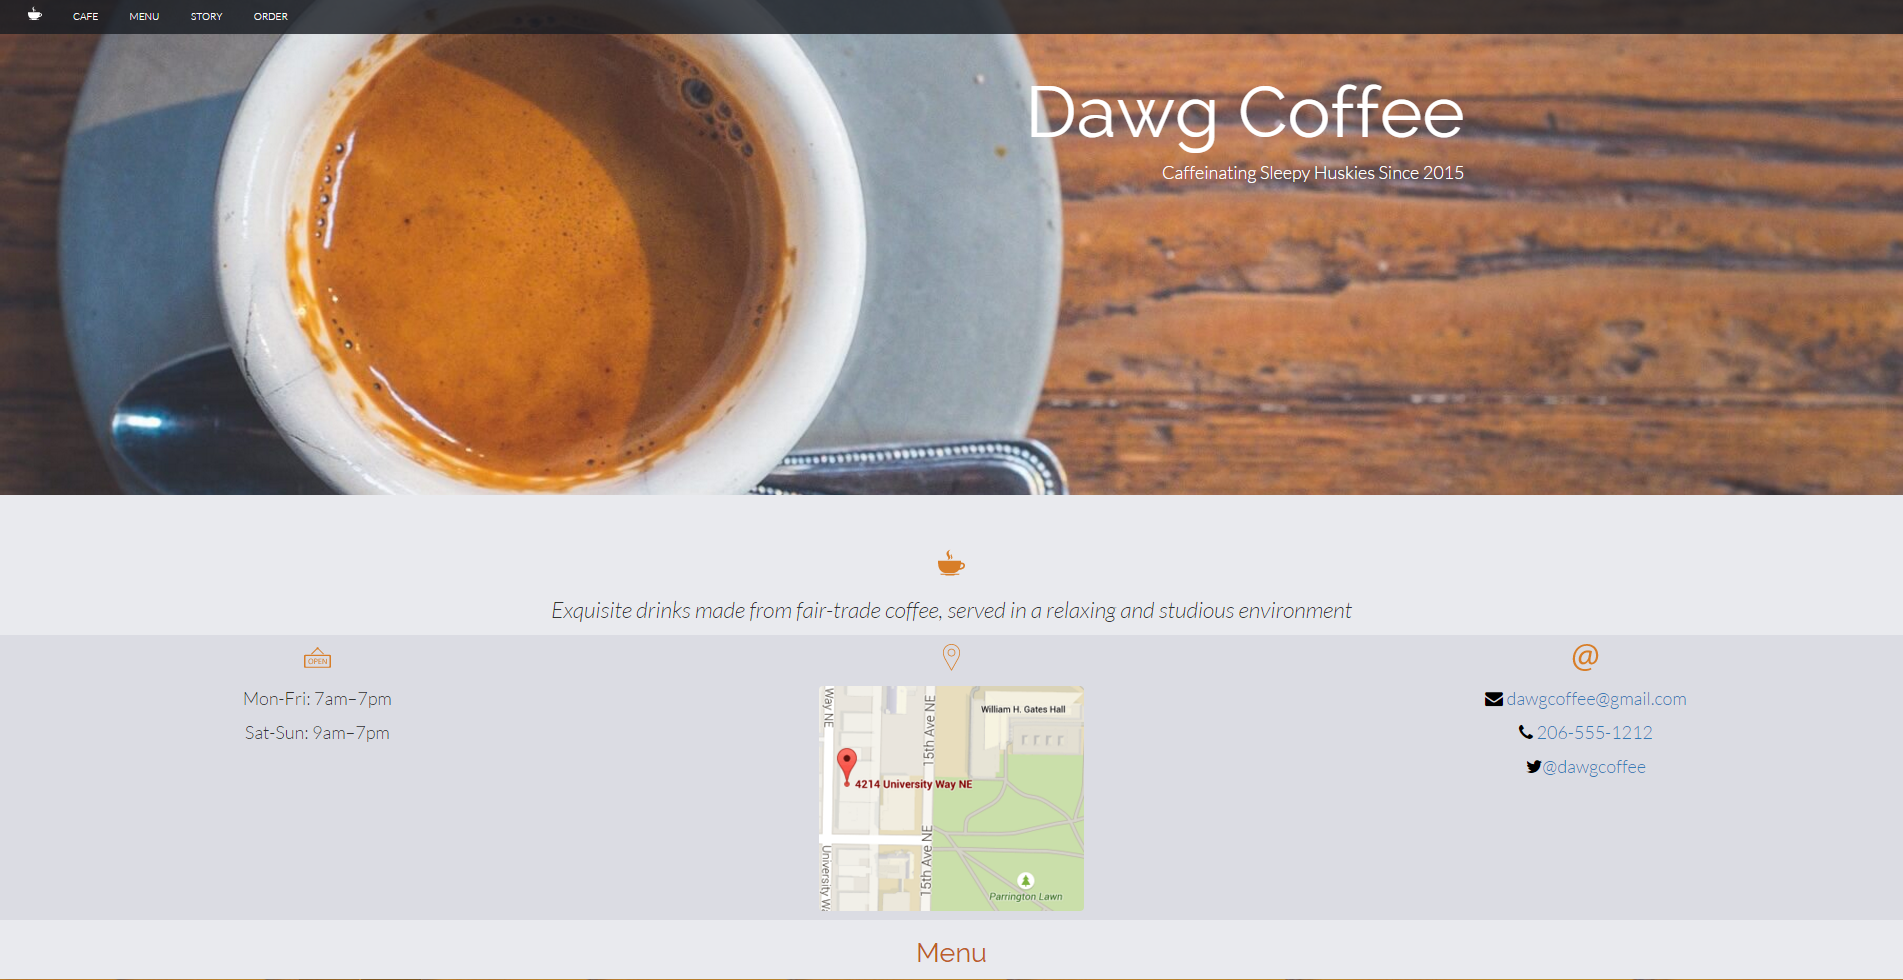 CAFE MENU STORY ORDER
Dawg Coffee
Caffeinating Sleepy Huskies Since 2015
Exquisite drinks made from fair-trade coffee, served in a relaxing and studious environment
OPEN
Mon-Fri: 7am–7pm
Sat-Sun: 9am–7pm
Way NE
15th Ave NE
William H. Gates Hall
4214 University Way NE
University Wa
15th Ave NE
Parrington Lawn
@
dawgcoffee@gmail.com
206-555-1212
@dawgcoffee
Menu